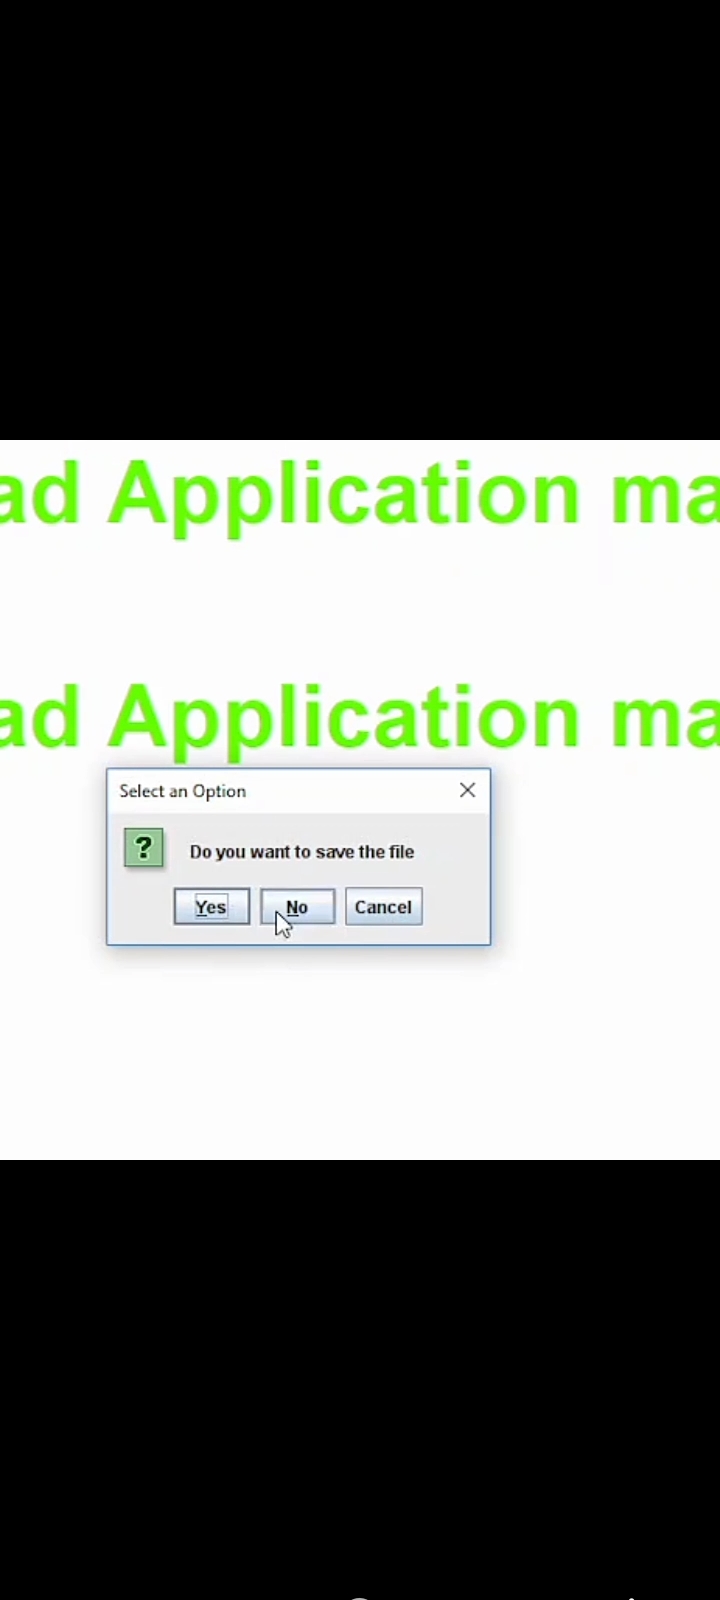 ad Application ma
ad Application ma
Select an Option
Do you want to save the file
Yes
No
Cancel